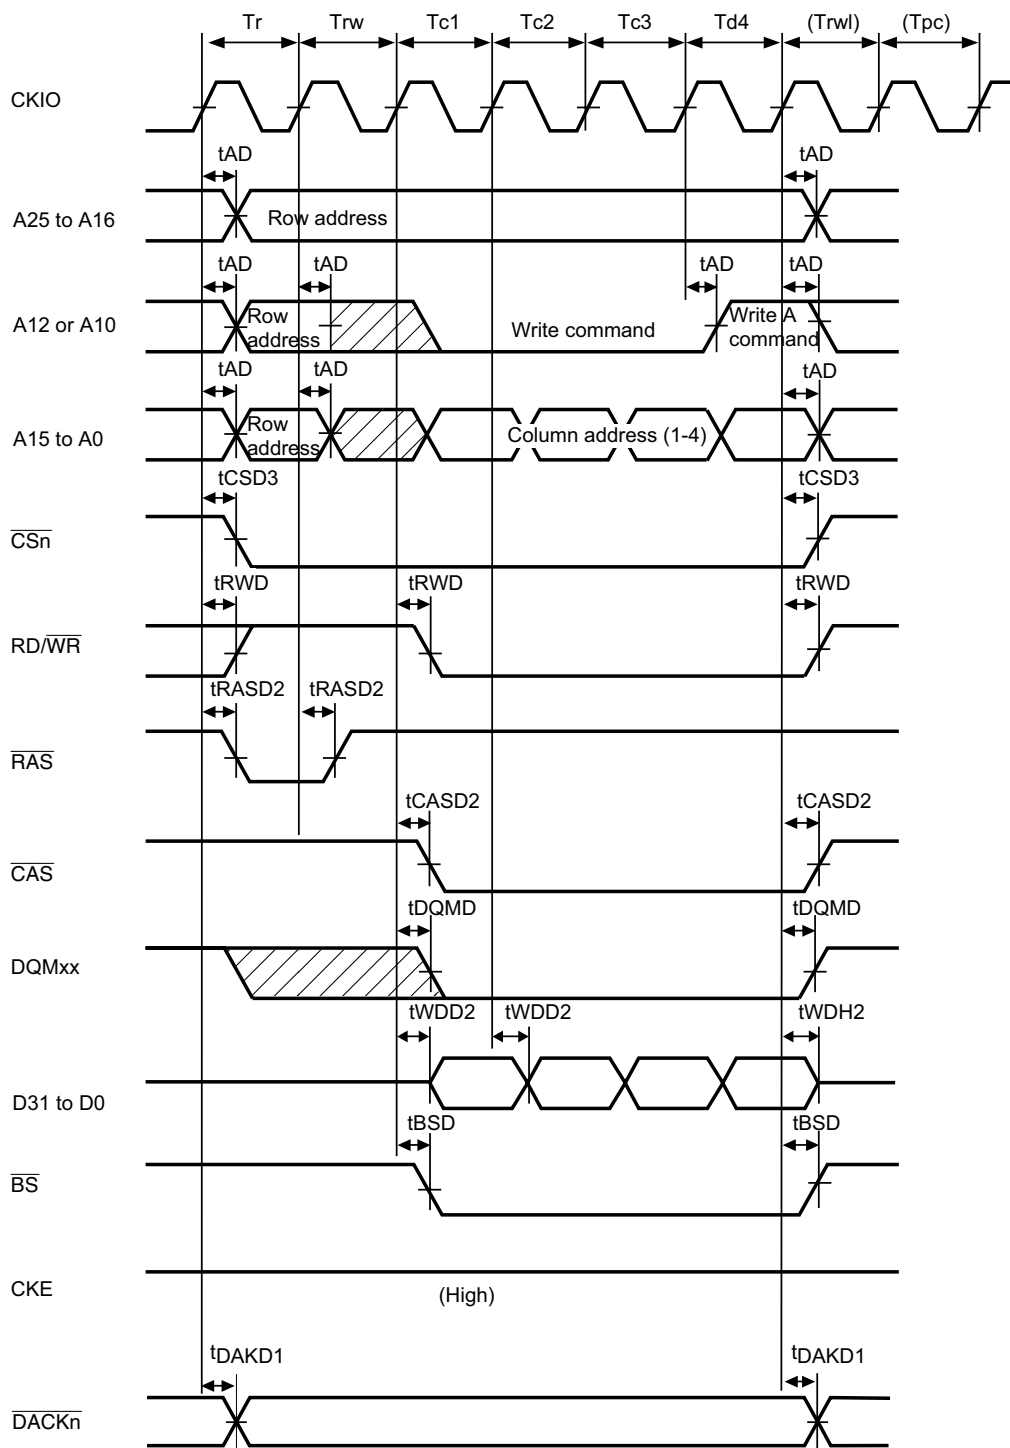 Tr Trw Tc1 Tc2 Tc3 Td4 (Trwl) (Tpc)
CKIO
tAD tAD
A25 to A16 Row address
tAD tAD tAD tAD
A12 or A10 Row address Write command Write A command
tAD tAD tAD
A15 to A0 Row address Column address (1-4)
tCSD3 tCSD3
CSn
tRWD tRWD tRWD
RD/WR
tRASD2 tRASD2
RAS
tCASD2 tCASD2
CAS
tDQMD tDQMD
DQMxx
tWDD2 tWDD2 tWDH2
D31 to D0
tBSD tBSD
BS
CKE
(High)
tDAKD1 tDAKD1
DACKn